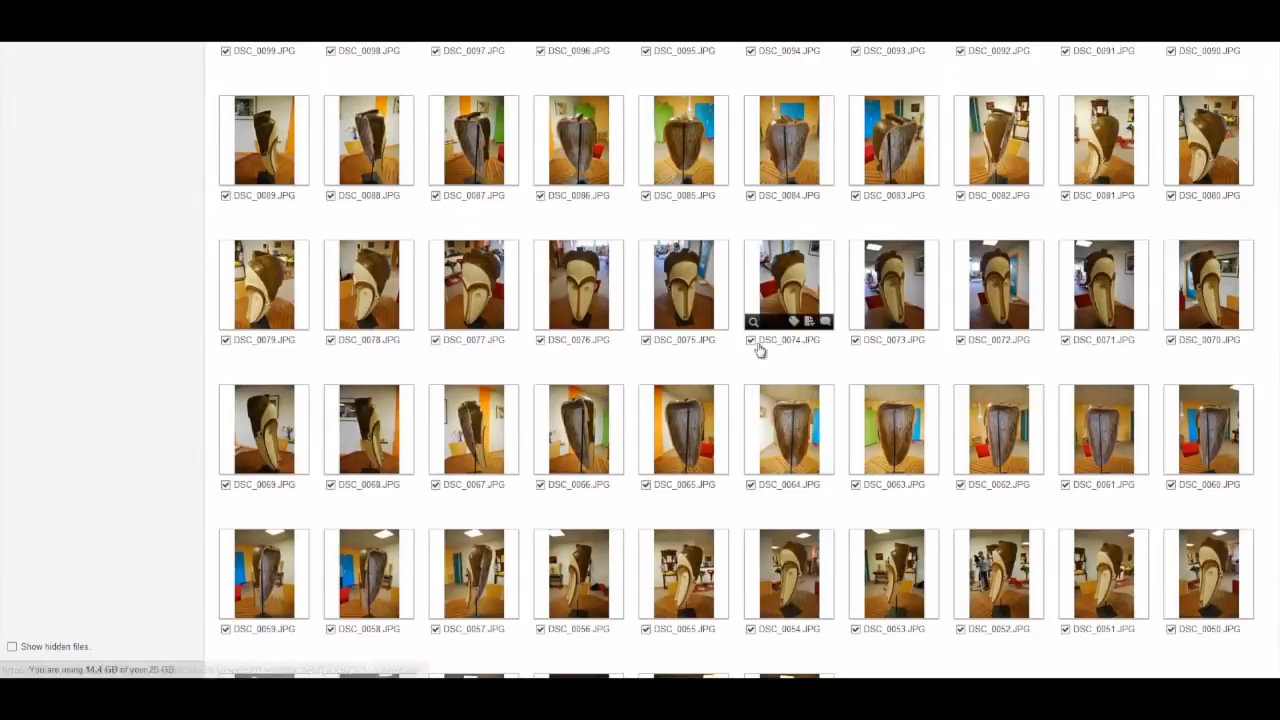 DSC_0099.JPG DSC_0098.JPG DSC_0097.JPG DSC_0096.JPG DSC_0095.JPG DSC_0094.JPG DSC_0093.JPG DSC_0092.JPG DSC_0091.JPG DSC_0090.JPG
DSC_0089.JPG DSC_0088.JPG DSC_0087.JPG DSC_0086.JPG DSC_0085.JPG DSC_0084.JPG DSC_0083.JPG DSC_0082.JPG DSC_0081.JPG DSC_0080.JPG
DSC_0079.JPG DSC_0078.JPG DSC_0077.JPG DSC_0076.JPG DSC_0075.JPG DSC_0074.JPG DSC_0073.JPG DSC_0072.JPG DSC_0071.JPG DSC_0070.JPG
DSC_0069.JPG DSC_0068.JPG DSC_0067.JPG DSC_0066.JPG DSC_0065.JPG DSC_0064.JPG DSC_0063.JPG DSC_0062.JPG DSC_0061.JPG DSC_0060.JPG
DSC_0059.JPG DSC_0058.JPG DSC_0057.JPG DSC_0056.JPG DSC_0055.JPG DSC_0054.JPG DSC_0053.JPG DSC_0052.JPG DSC_0051.JPG DSC_0050.JPG
Show hidden files.
You are using 14.4 GB of your 25 GB